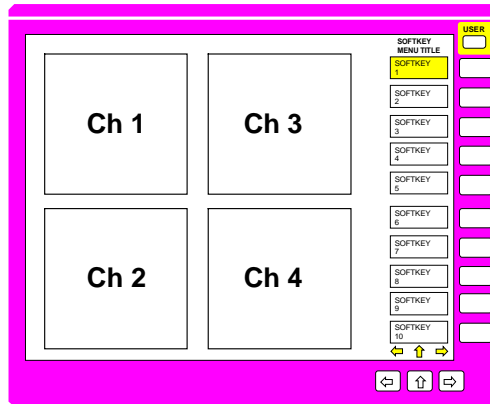 USER
SOFTKEY
MENU TITLE
SOFTKEY
1
SOFTKEY
2
SOFTKEY
3
SOFTKEY
4
SOFTKEY
5
SOFTKEY
6
SOFTKEY
7
SOFTKEY
8
SOFTKEY
9
SOFTKEY
10
Ch 1
Ch 3
Ch 2
Ch 4